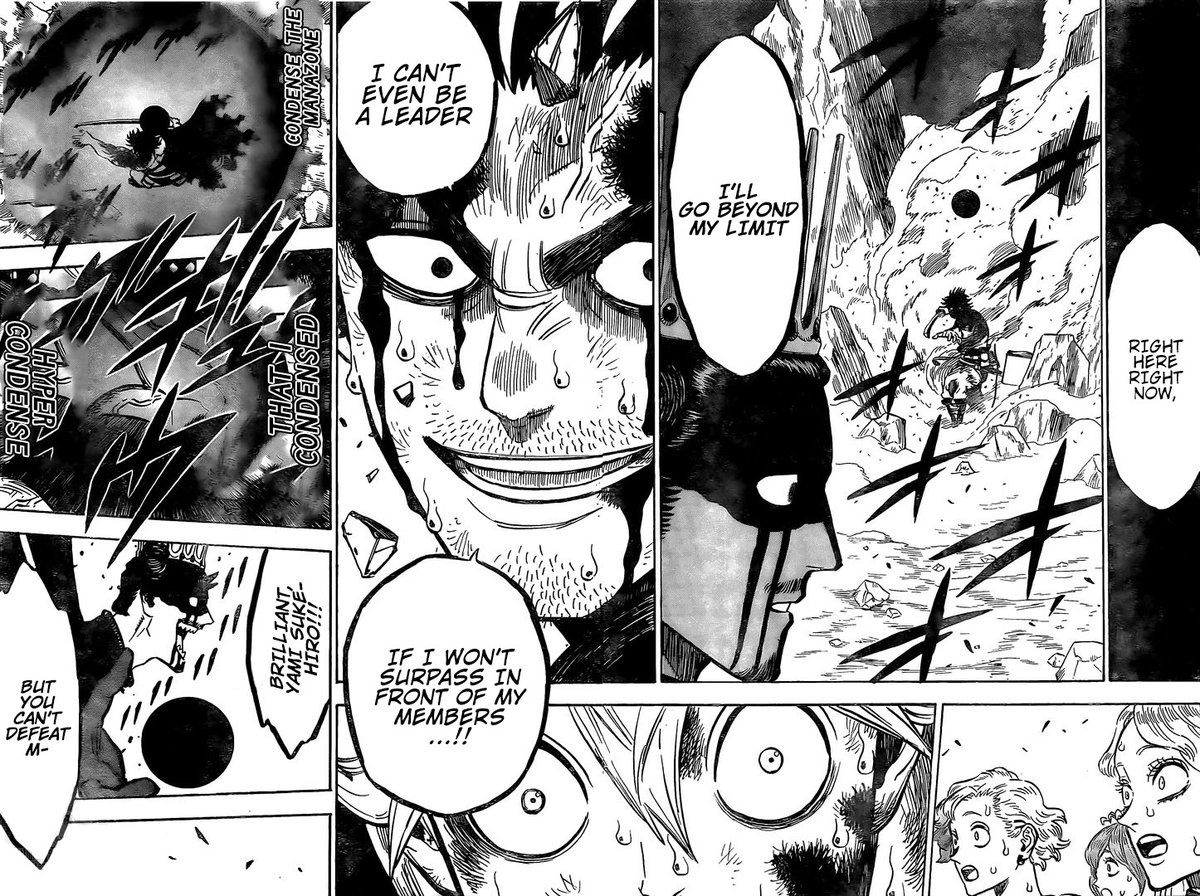 RIGHT
HERE
RIGHT
NOW,
I'LL
GO BEYOND
MY LIMIT
I CAN'T
EVEN BE
A LEADER
IF I WON'T
SURPASS IN
FRONT OF MY
MEMBERS
...!!
CONDENSE THE
MANAZONE
THAT I
CONDENSED
HYPER
CONDENSE
BRILLIANT
YAMI SUKE-
HIRO!!!
BUT
YOU
CAN'T
DEFEAT
M-